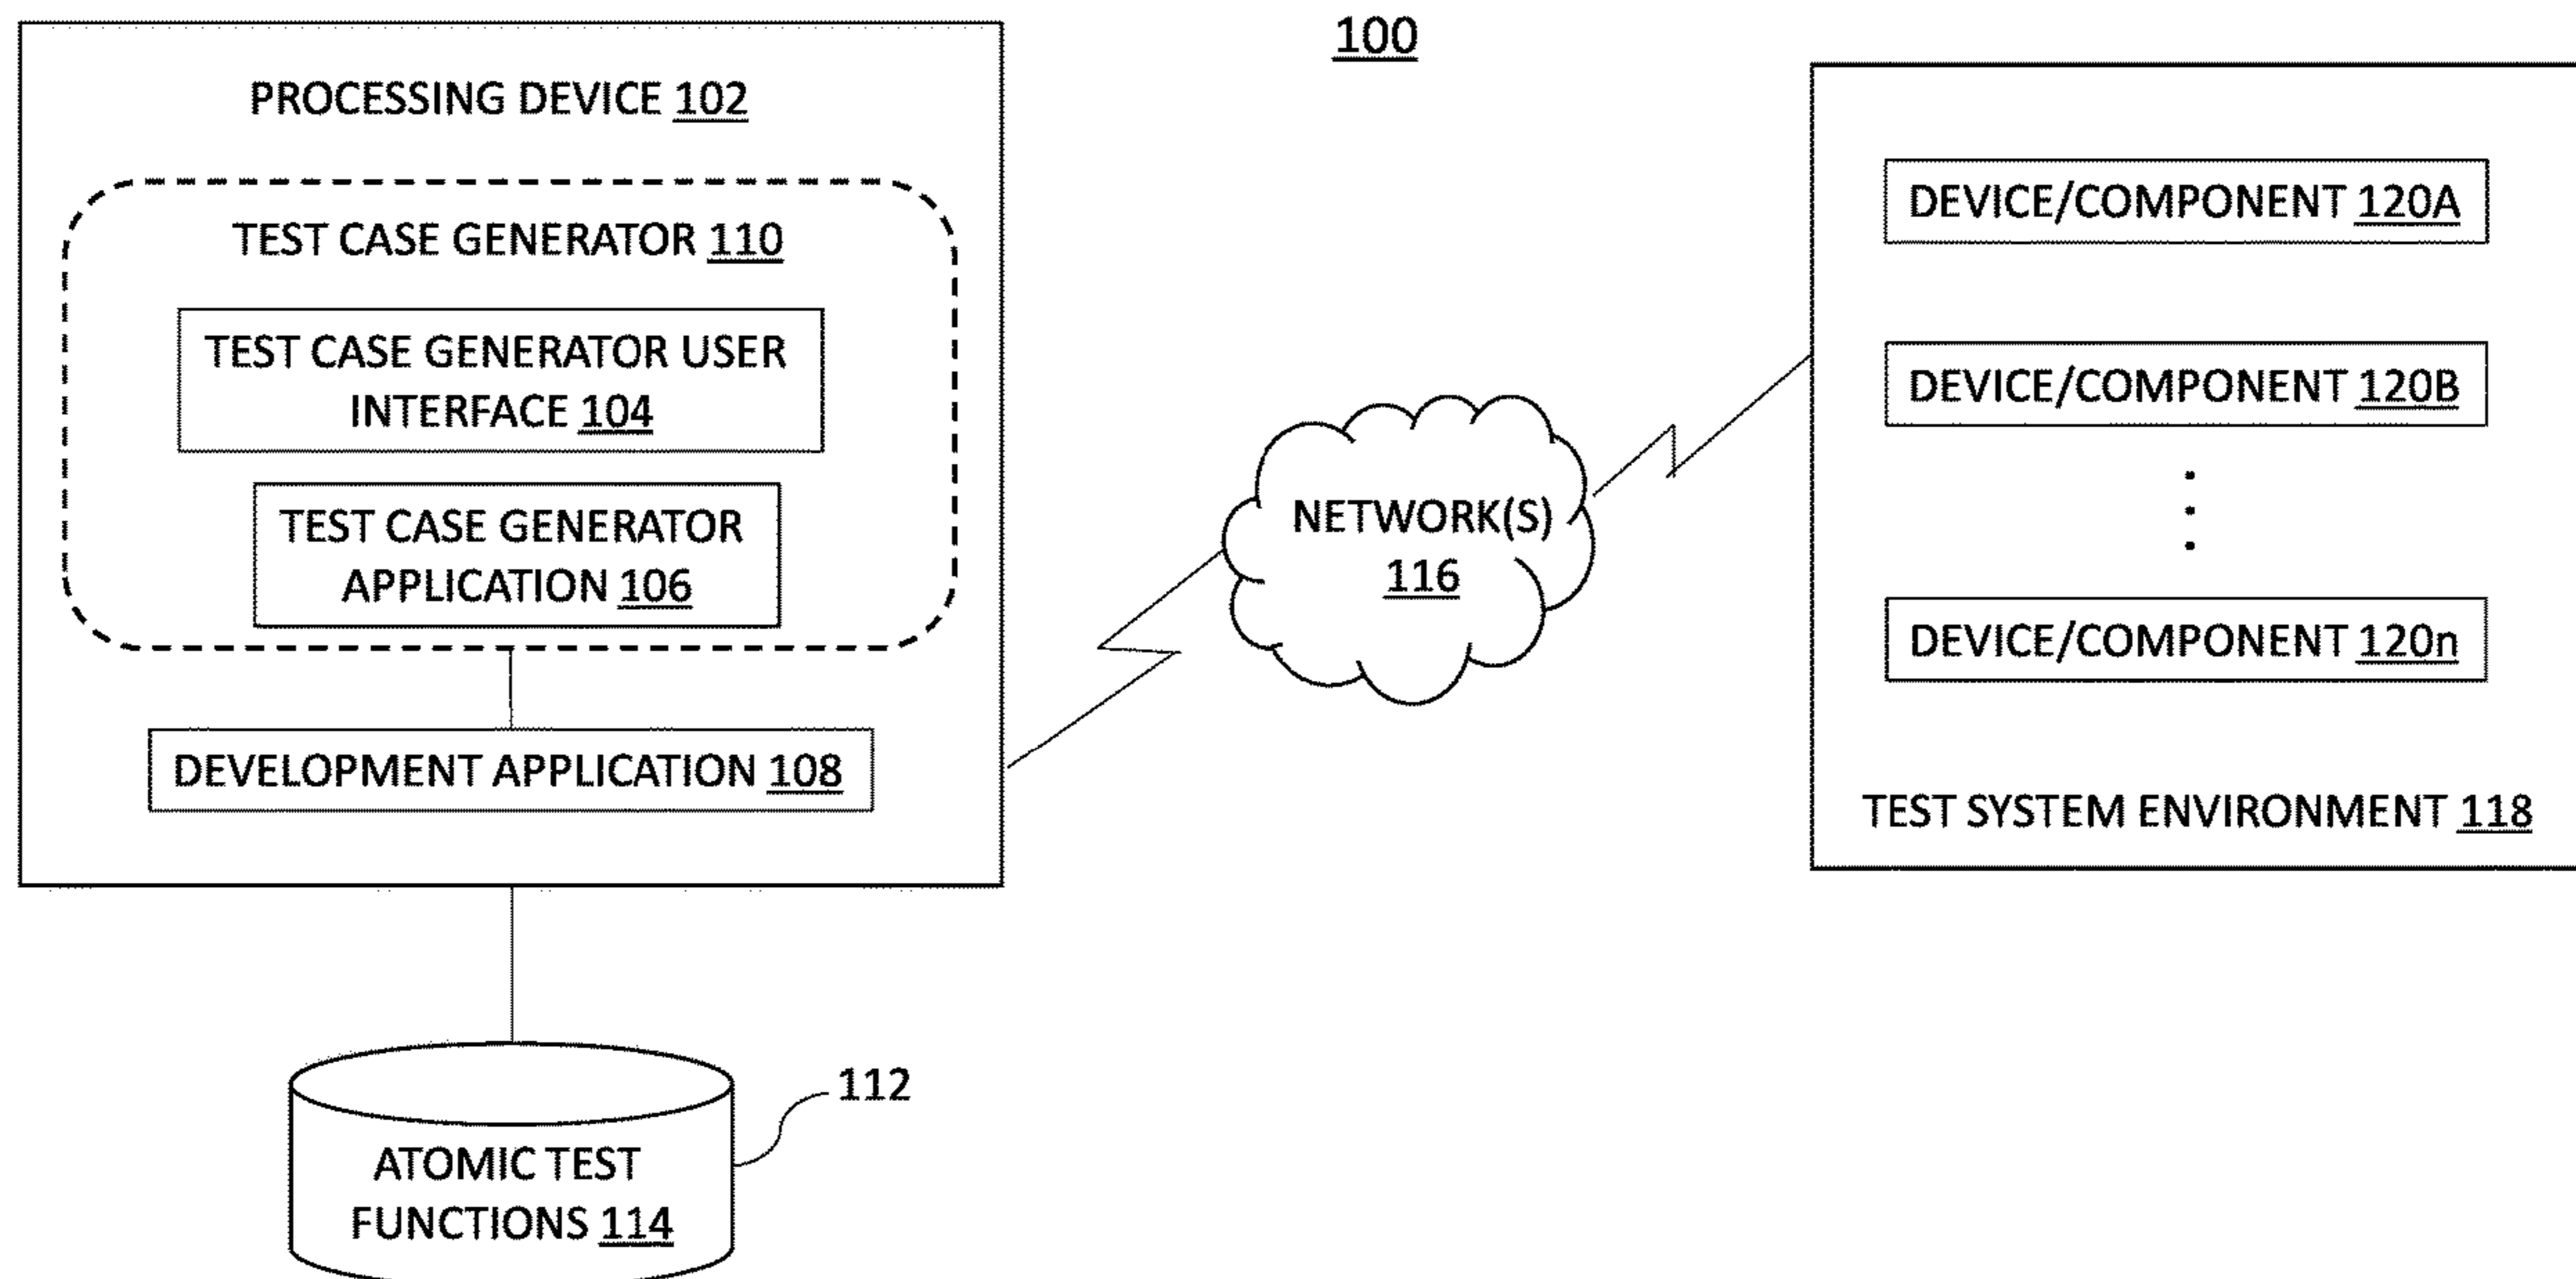 100
PROCESSING DEVICE 102
TEST CASE GENERATOR 110
TEST CASE GENERATOR USER
INTERFACE 104
TEST CASE GENERATOR
APPLICATION 106
DEVELOPMENT APPLICATION 108
ATOMIC TEST
FUNCTIONS 114
112
NETWORK(S)
116
DEVICE/COMPONENT 120A
DEVICE/COMPONENT 120B
DEVICE/COMPONENT 120n
TEST SYSTEM ENVIRONMENT 118